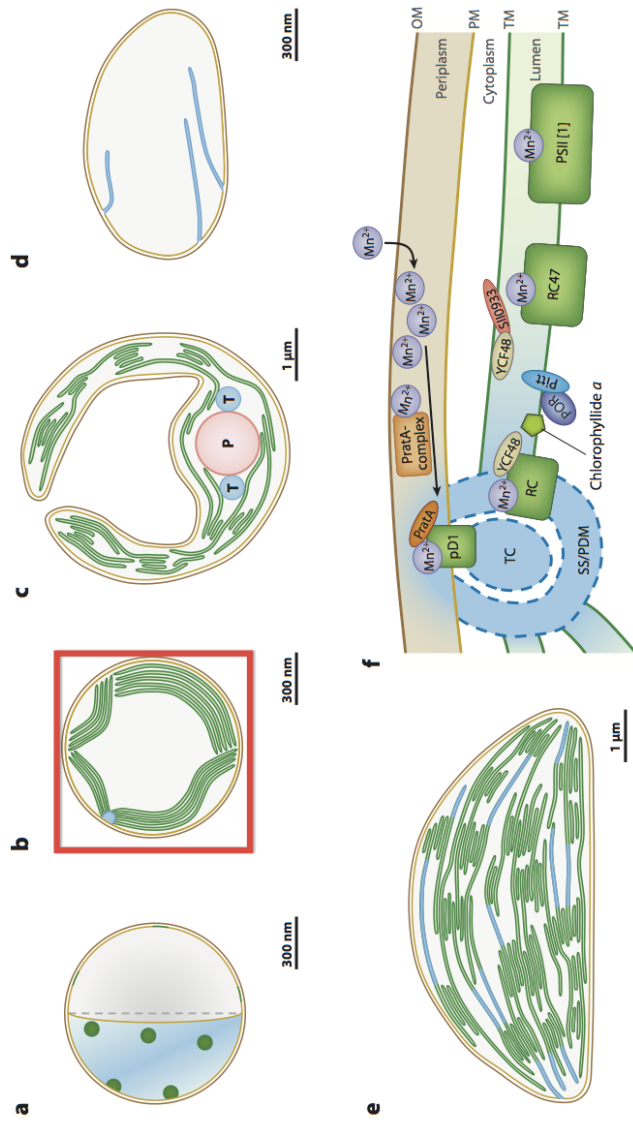 a
300 nm
b
300 nm
c
P
T
T
1 µm
d
300 nm
e
1 µm
f
OM
Periplasm
PM
Cytoplasm
TM
Lumen
TM
Mn2+
Mn2+
Mn2+
Mn2+
Mn2+
PratA-
complex
PratA
Mn2+
pD1
TC
SS/PDM
Mn2+
YCF48
RC
YCF48
Sll0933
Pitt
POR
Chlorophyllide a
Mn2+
RC47
Mn2+
PSII [1]